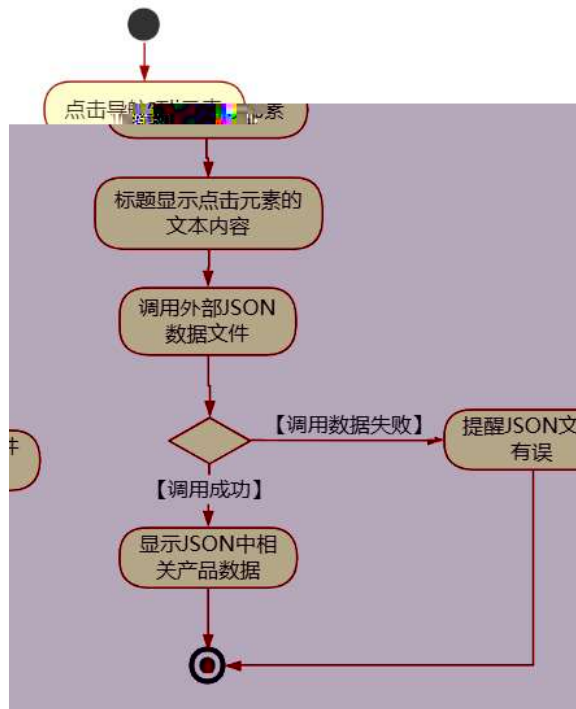 点击导航
元素
标题显示点击元素的
文本内容
调用外部JSON
数据文件
【调用数据失败】
提醒JSON文
有误
件
【调用成功】
显示JSON中相
关产品数据